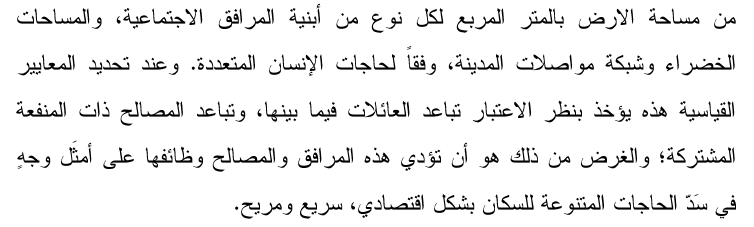 من مساحة الارض بالمتر المربع لكل نوع من أبنية المرافق الاجتماعية، والمساحات
الخضراء وشبكة مواصلات المدينة، وفقاً لحاجات الإنسان المتعددة. وعند تحديد المعايير
القياسية هذه يؤخذ بنظر الاعتبار تباعد العائلات فيما بينها، وتباعد المصالح ذات المنفعة
المشتركة؛ والغرض من ذلك هو أن تؤدي هذه المرافق والمصالح وظائفها على أمثَل وجهٍ
في سَدّ الحاجات المتنوعة للسكان بشكل اقتصادي، سريع ومريح.